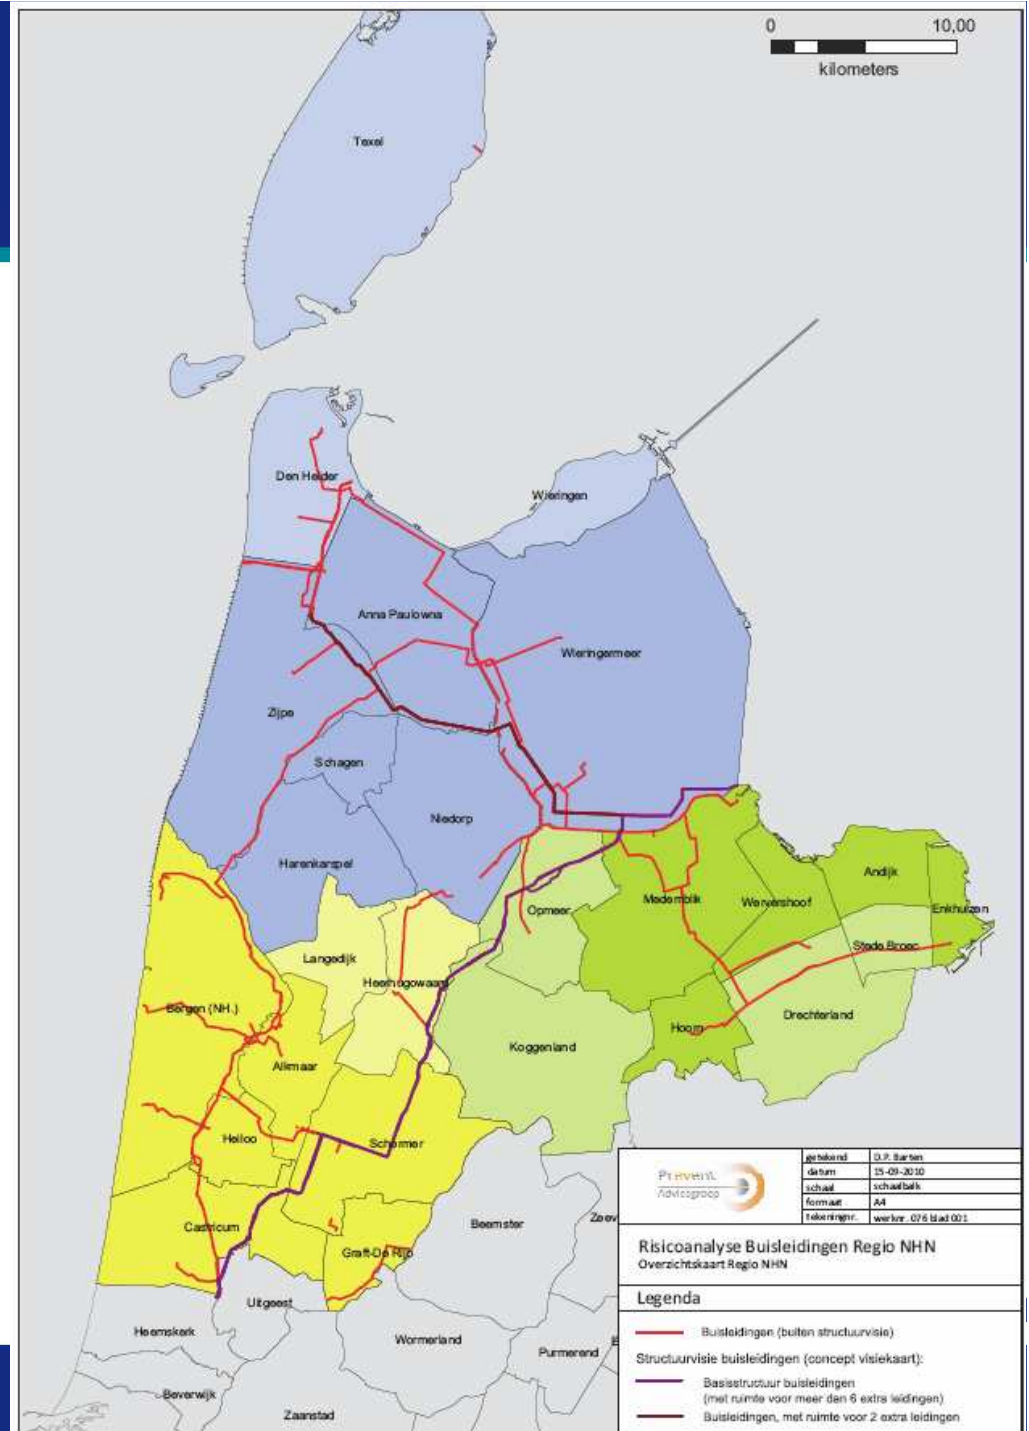 0 10,00
kilometers
Texel
Den Helder
Wieringen
Anna Paulowna
Wieringermeer
Zijpe
Schagen
Niedorp
Harenkarspel
Andijk
Medemblik
Wervershoof
Enkhuizen
Opmeer
Stede Broec
Langedijk
Heerhugowaard
Bergen (NH.)
Drechterland
Hoorn
Koggenland
Alkmaar
Heiloo
Schermer
Castricum
Beemster
Zeev
Graft-De Rijp
Uitgeest
Heemskerk
Wormerland
Purmerend
Beverwijk
Zaanstad
Prevent
Adviesgroep
getekend D.P. Barten
datum 15-09-2010
schaal schaalbalk
formaat A4
tekeningnr. werknr. 076 blad 001
Risicoanalyse Buisleidingen Regio NHN
Overzichtskaart Regio NHN
Legenda
Buisleidingen (buiten structuurvisie)
Structuurvisie buisleidingen (concept visiekaart):
Basisstructuur buisleidingen
(met ruimte voor meer dan 6 extra leidingen)
Buisleidingen, met ruimte voor 2 extra leidingen